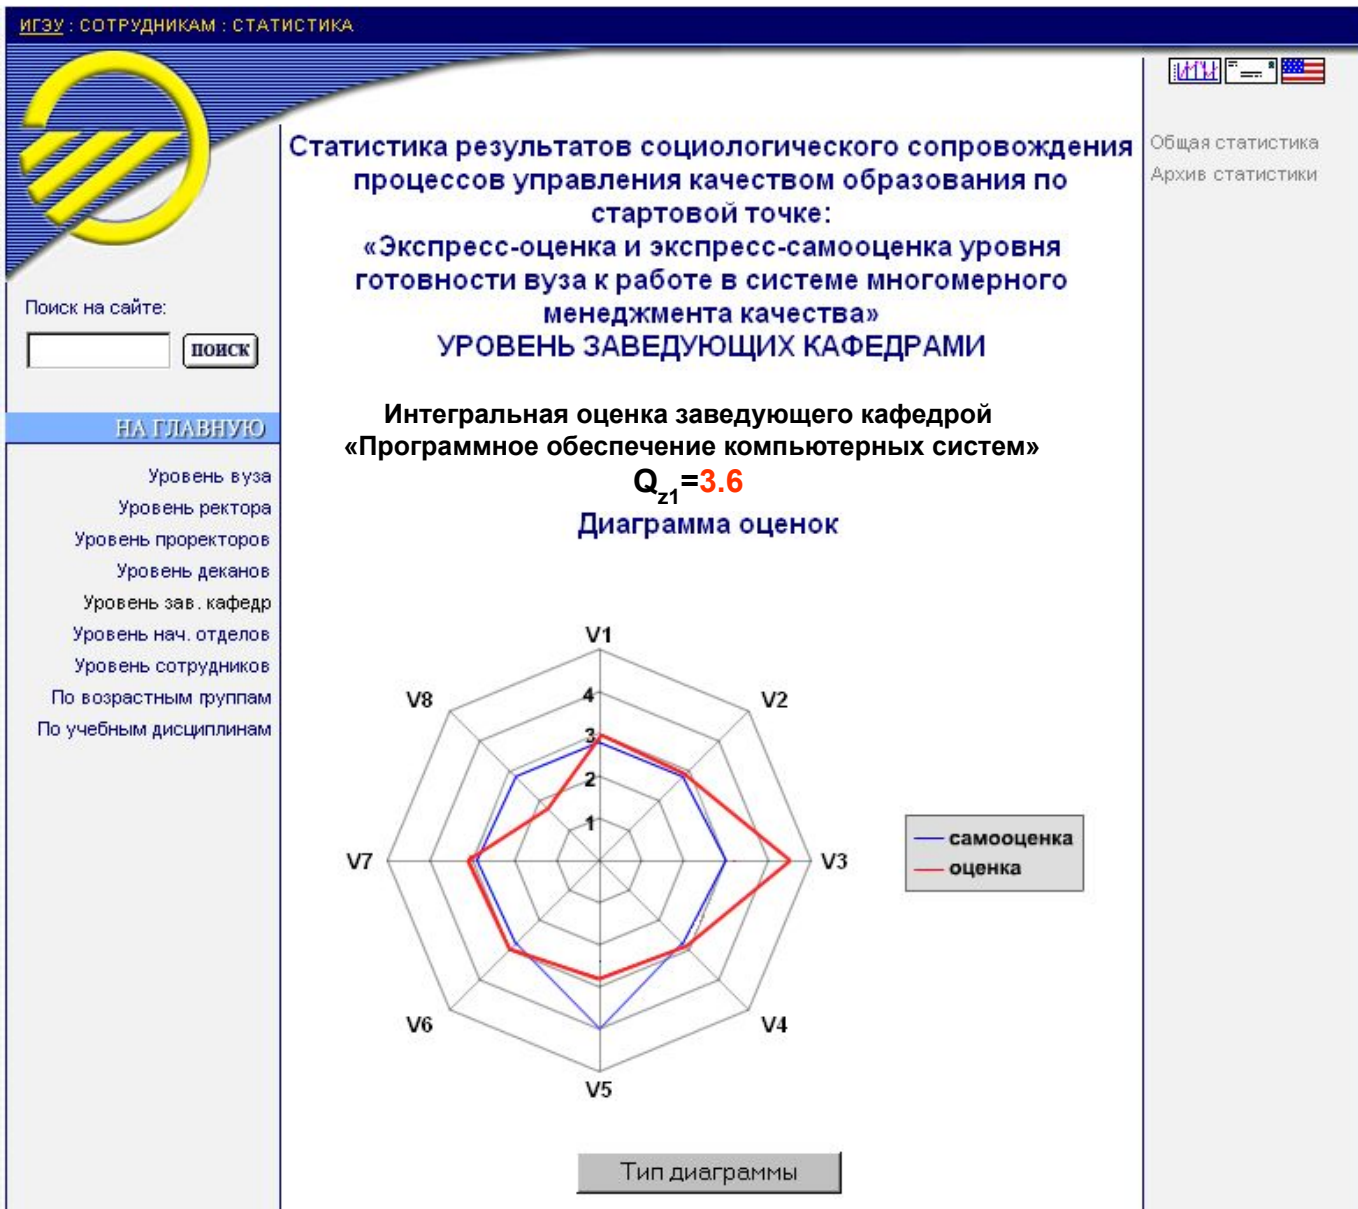 ИГЭУ : СОТРУДНИКАМ : СТАТИСТИКА
Поиск на сайте:
ПОИСК
НА ГЛАВНУЮ
Уровень вуза
Уровень ректора
Уровень проректоров
Уровень деканов
Уровень зав. кафедр
Уровень нач. отделов
Уровень сотрудников
По возрастным группам
По учебным дисциплинам
Статистика результатов социологического сопровождения
процессов управления качеством образования по
стартовой точке:
«Экспресс-оценка и экспресс-самооценка уровня
готовности вуза к работе в системе многомерного
менеджмента качества»
УРОВЕНЬ ЗАВЕДУЮЩИХ КАФЕДРАМИ
Интегральная оценка заведующего кафедрой
«Программное обеспечение компьютерных систем»
Qz1=3.6
Диаграмма оценок
V1
V8
V2
4
3
2
1
V7
V3
V6
V4
V5
самооценка
оценка
Тип диаграммы
Общая статистика
Архив статистики